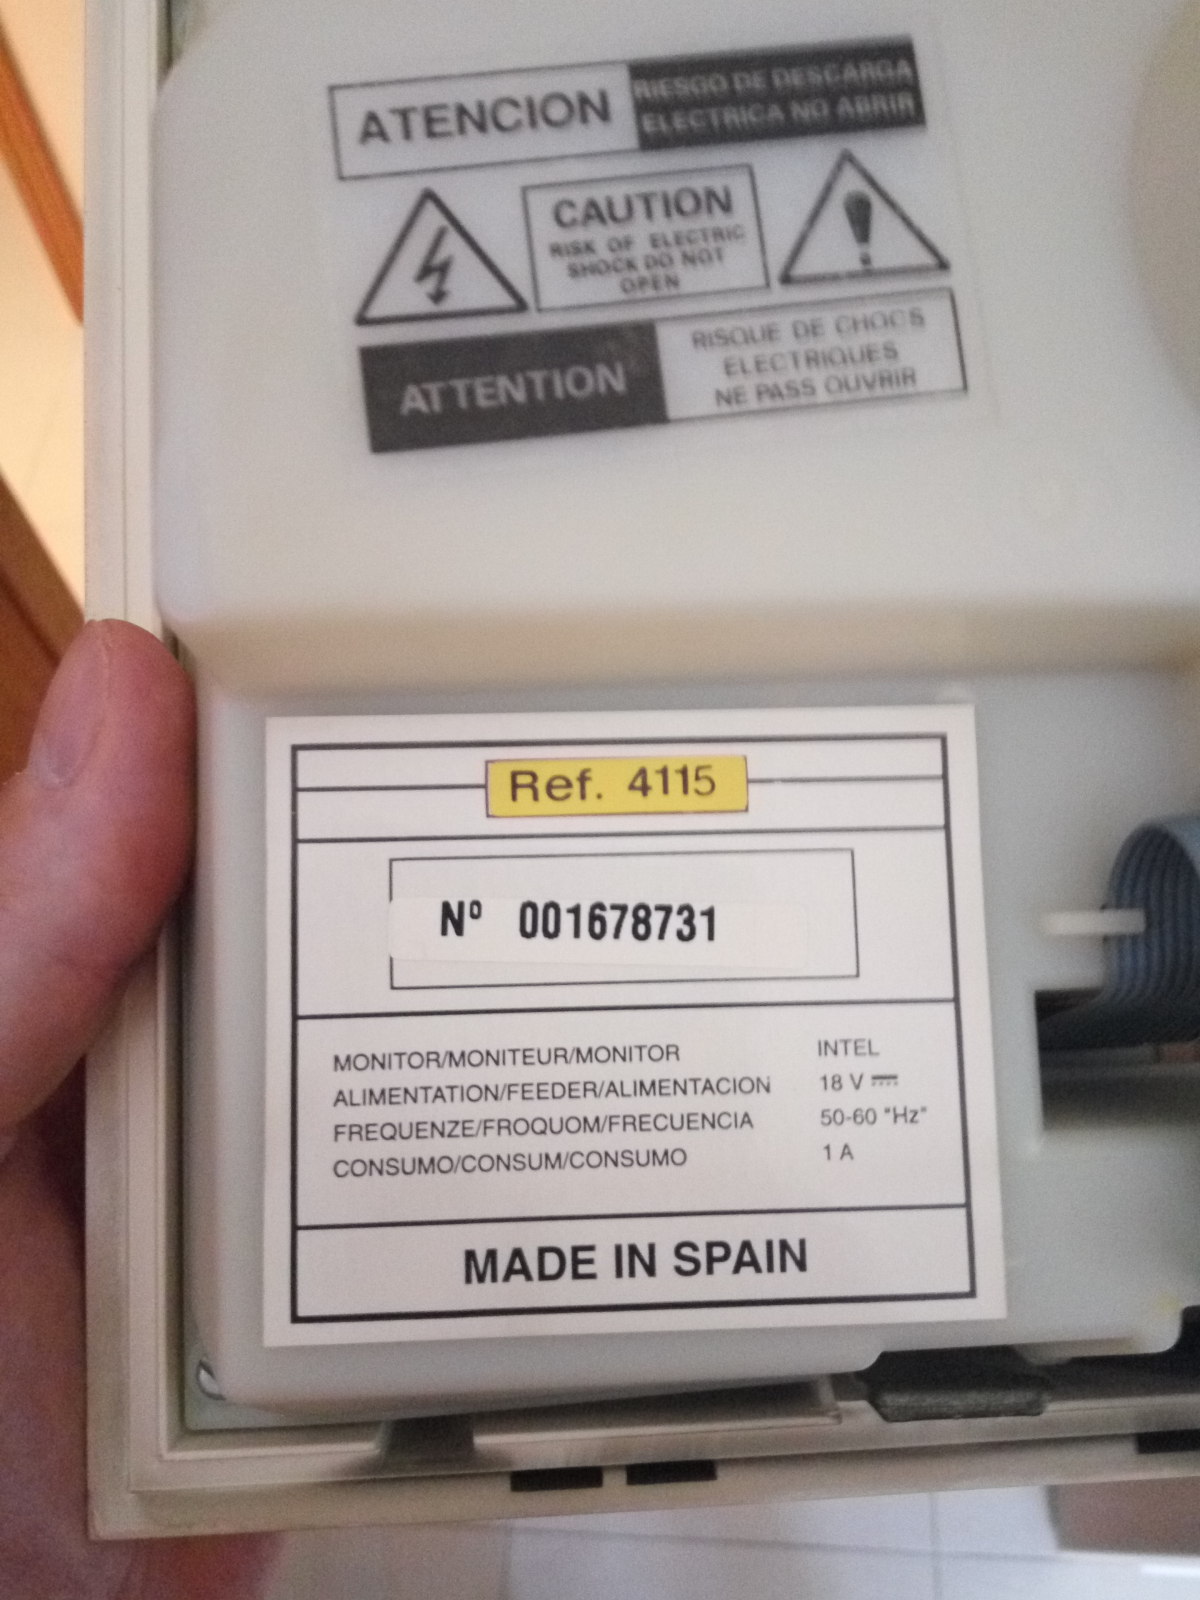 ATENCION
RIESGO DE DESCARGA
ELECTRICA NO ABRIR
CAUTION
RISK OF ELECTRIC
SHOCK DO NOT
OPEN
ATTENTION
RISQUE DE CHOCS
ELECTRIQUES
NE PASS OUVRIR
Ref. 4115
Nº 001678731
MONITOR/MONITEUR/MONITOR INTEL
ALIMENTATION/FEEDER/ALIMENTACION 18 V
FREQUENZE/FROQUOM/FRECUENCIA 50-60 "Hz"
CONSUMO/CONSUM/CONSUMO 1 A
MADE IN SPAIN